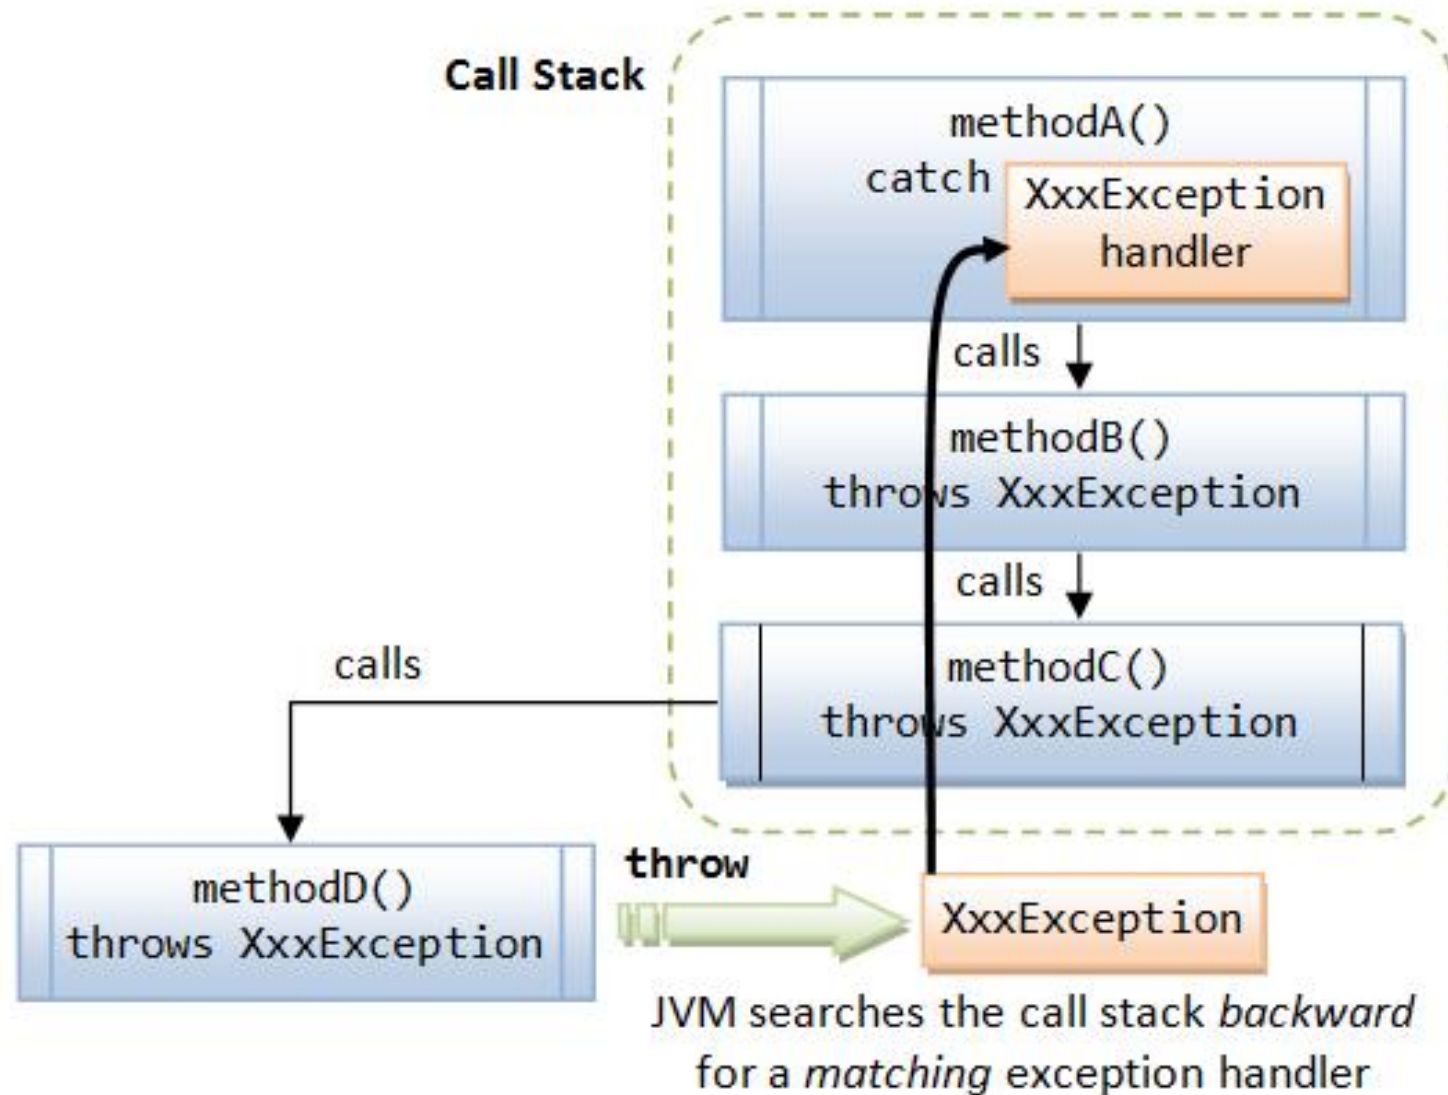 Call Stack
methodA()
catch
XxxException
handler
calls
methodB()
throws XxxException
calls
methodC()
throws XxxException
calls
methodD()
throws XxxException
throw
XxxException
JVM searches the call stack backward
for a matching exception handler